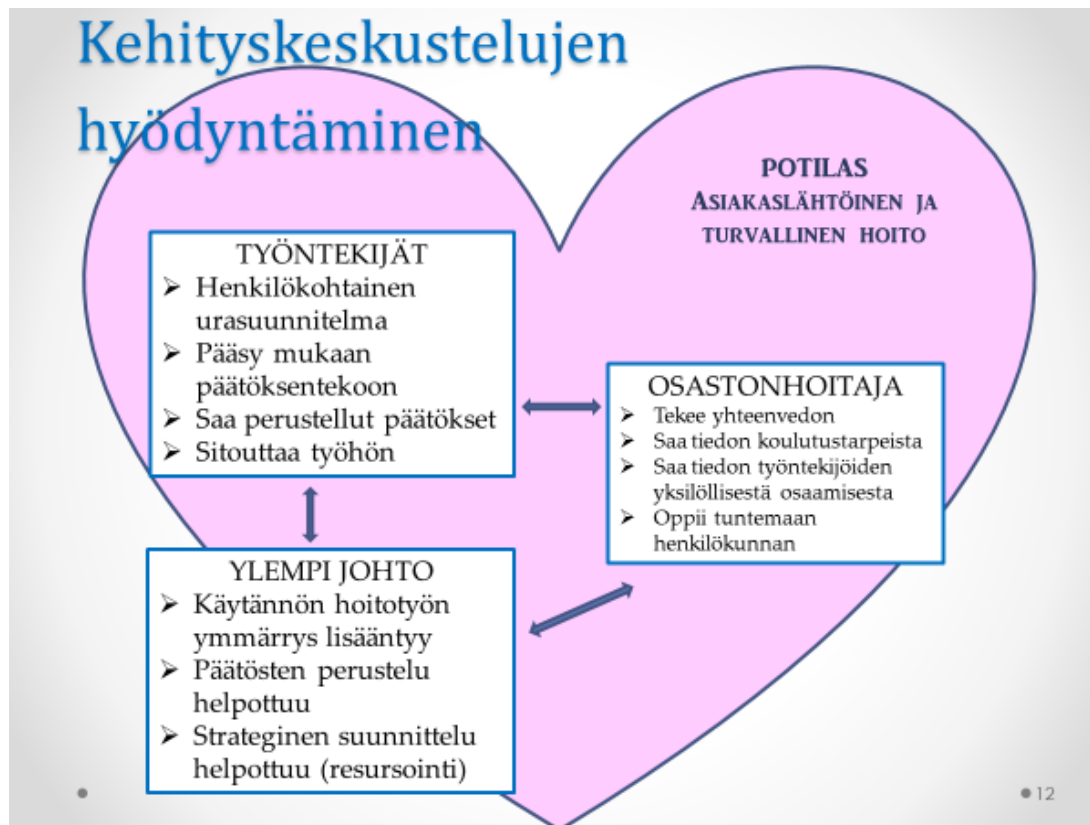 Kehityskeskustelujen
hyödyntäminen
POTILAS
ASIAKASLÄHTÖINEN JA
TURVALLINEN HOITO
TYÖNTEKIJÄT
➢ Henkilökohtainen
urasuunnitelma
➢ Pääsy mukaan
päätöksentekoon
➢ Saa perustellut päätökset
➢ Sitouttaa työhön
OSASTONHOITAJA
➢ Tekee yhteenvedon
➢ Saa tiedon koulutustarpeista
➢ Saa tiedon työntekijöiden
yksilöllisestä osaamisesta
➢ Oppii tuntemaan
henkilökunnan
YLEMPI JOHTO
➢ Käytännön hoitotyön
ymmärrys lisääntyy
➢ Päätösten perustelu
helpottuu
➢ Strateginen suunnittelu
helpottuu (resursointi)
12